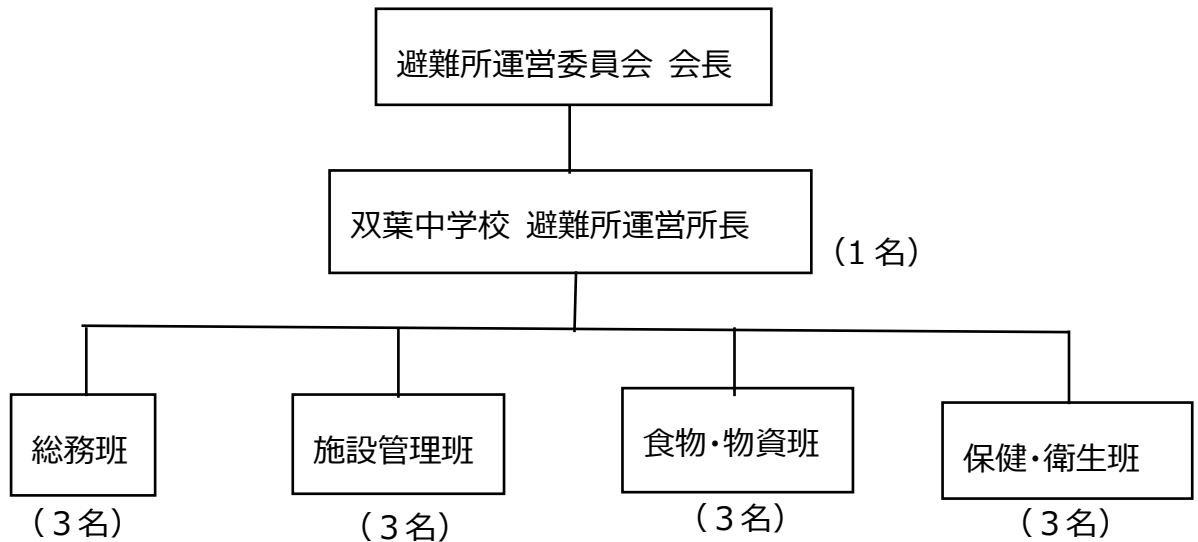 避難所運営委員会 会長
双葉中学校 避難所運営所長
（1名）
総務班
施設管理班
食物・物資班
保健・衛生班
（３名）
（３名）
（３名）
（３名）